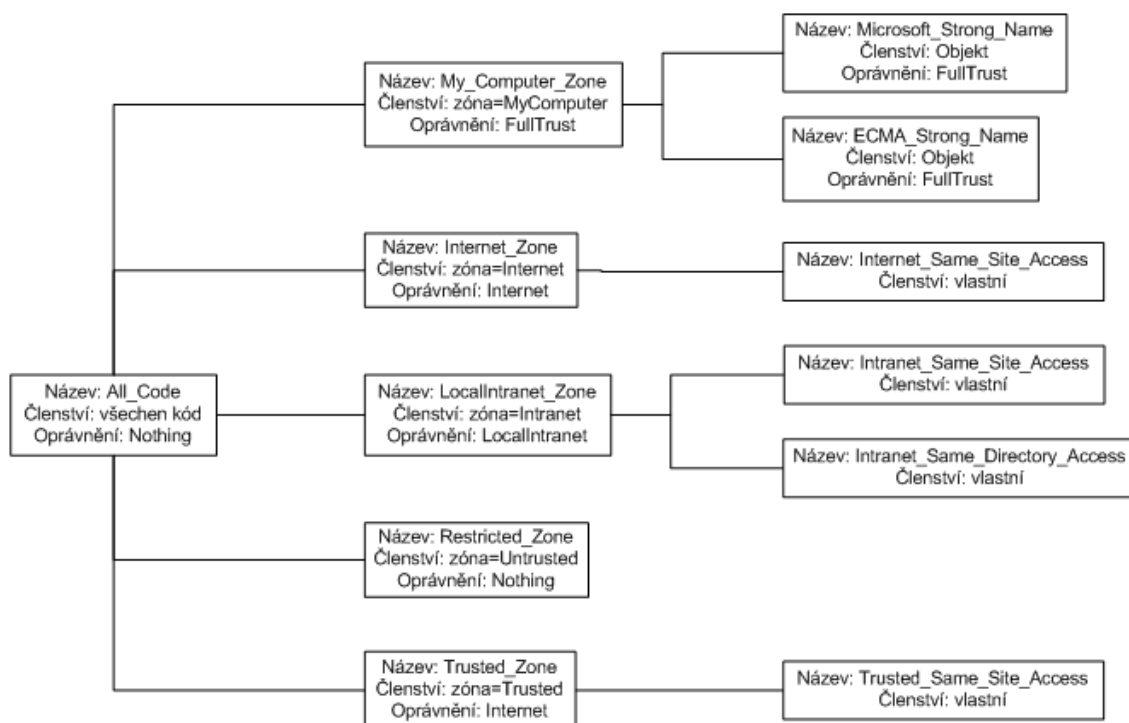 Název: Microsoft_Strong_Name
Členství: Objekt
Oprávnění: FullTrust
Název: My_Computer_Zone
Členství: zóna=MyComputer
Oprávnění: FullTrust
Název: ECMA_Strong_Name
Členství: Objekt
Oprávnění: FullTrust
Název: Internet_Zone
Členství: zóna=Internet
Oprávnění: Internet
Název: Internet_Same_Site_Access
Členství: vlastní
Název: All_Code
Členství: všechen kód
Oprávnění: Nothing
Název: LocalIntranet_Zone
Členství: zóna=Intranet
Oprávnění: LocalIntranet
Název: Intranet_Same_Site_Access
Členství: vlastní
Název: Intranet_Same_Directory_Access
Členství: vlastní
Název: Restricted_Zone
Členství: zóna=Untrusted
Oprávnění: Nothing
Název: Trusted_Zone
Členství: zóna=Trusted
Oprávnění: Internet
Název: Trusted_Same_Site_Access
Členství: vlastní